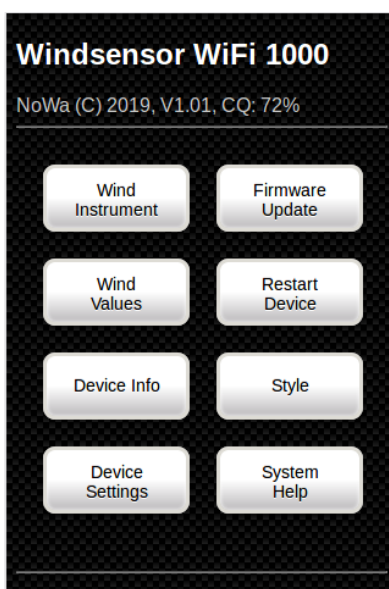 Windsensor WiFi 1000
NoWa (C) 2019, V1.01, CQ: 72%
Wind
Instrument
Firmware
Update
Wind
Values
Restart
Device
Device Info
Style
Device
Settings
System
Help